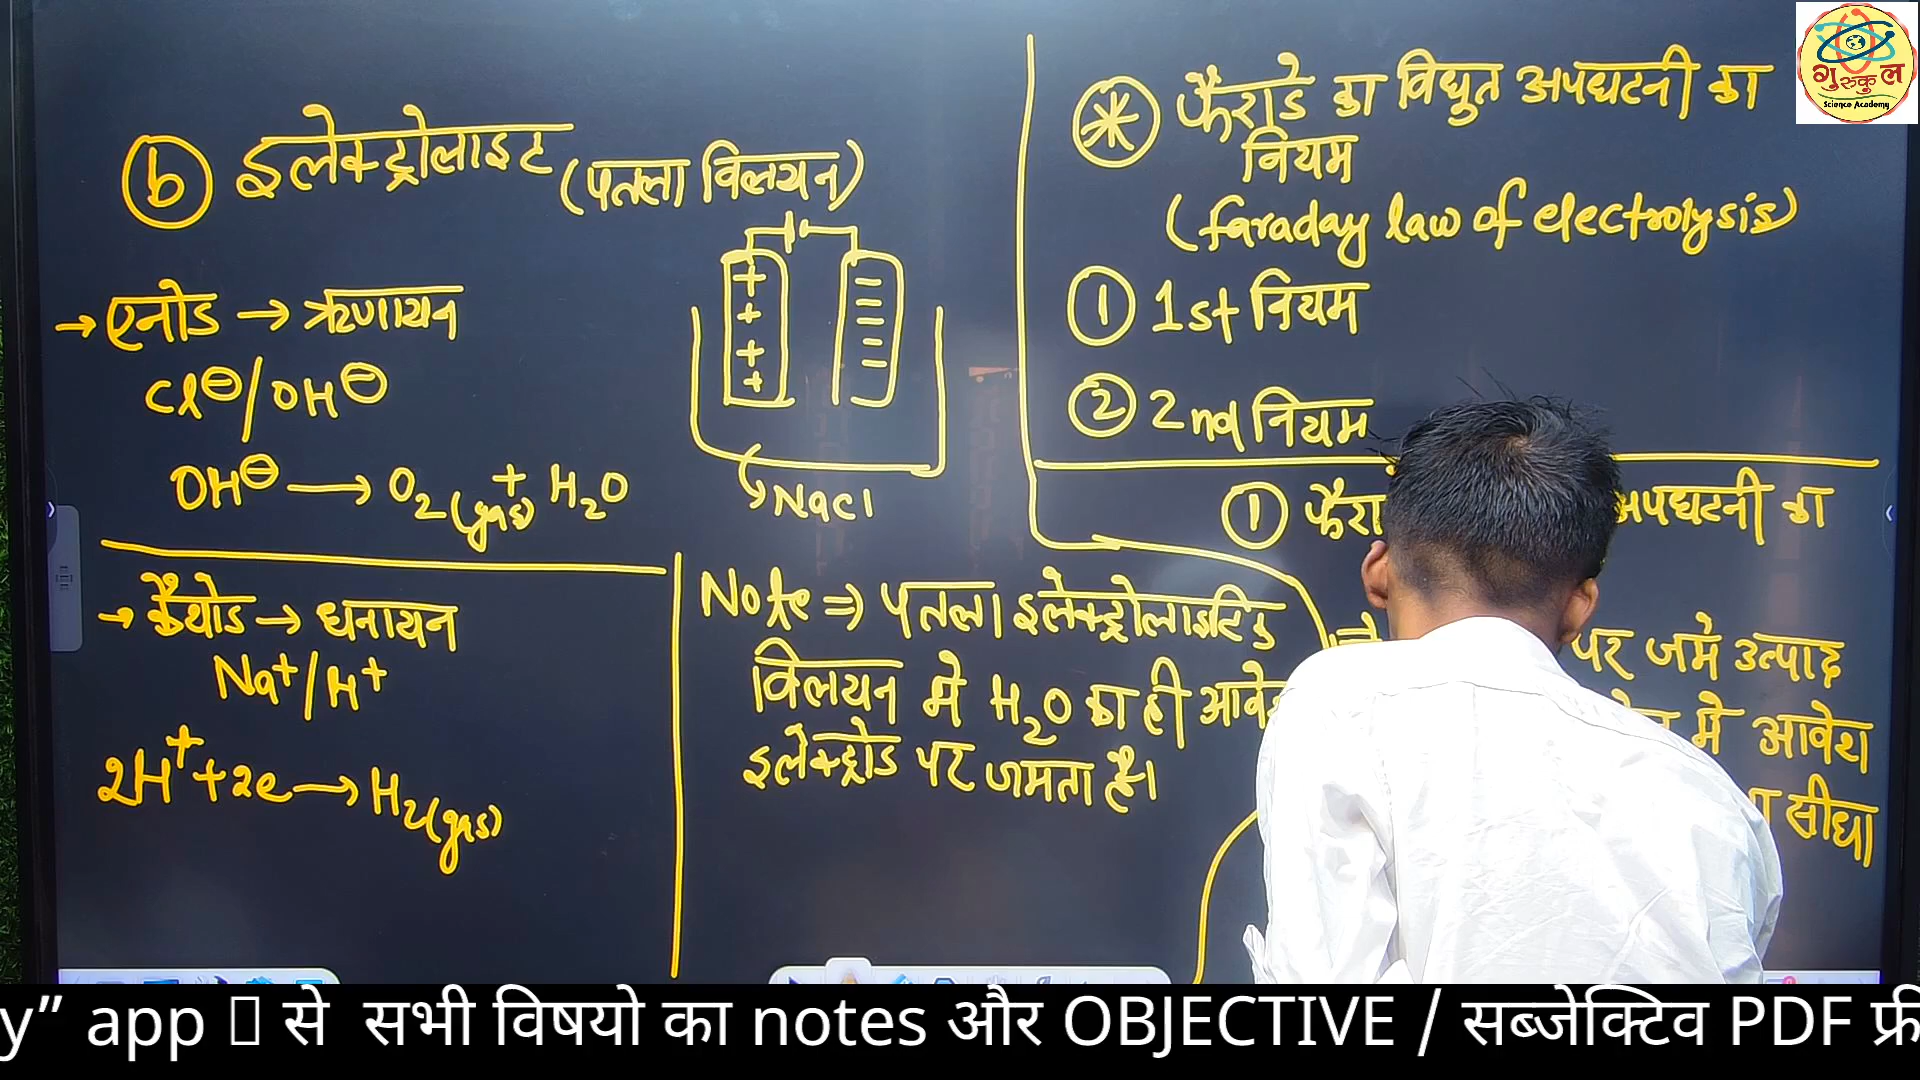 ⓑ इलेक्ट्रोलाइट (पतला विलयन)
→ एनोड → ऋणायन
Cl⊖/OH⊖
OH⊖ → O₂(gas) + H₂O
NaCl
→ कैथोड → धनायन
Na⁺/H⁺
2H⁺+2e → H₂(gas)
Note ⇒ पतला इलेक्ट्रोलाइटिड
विलयन में H₂O का ही
इलेक्ट्रोड पर जमता है।
फैराडे का विद्युत अपघटनी का
नियम
(faraday law of electrolysis)
① 1st नियम
② 2nd नियम
① अपघटनी का
पर जमे उत्पाद
में आवेश
सीधा
गुरुकुल
Science Academy
y” app से सभी विषयो का notes और OBJECTIVE / सब्जेक्टिव PDF फ्री